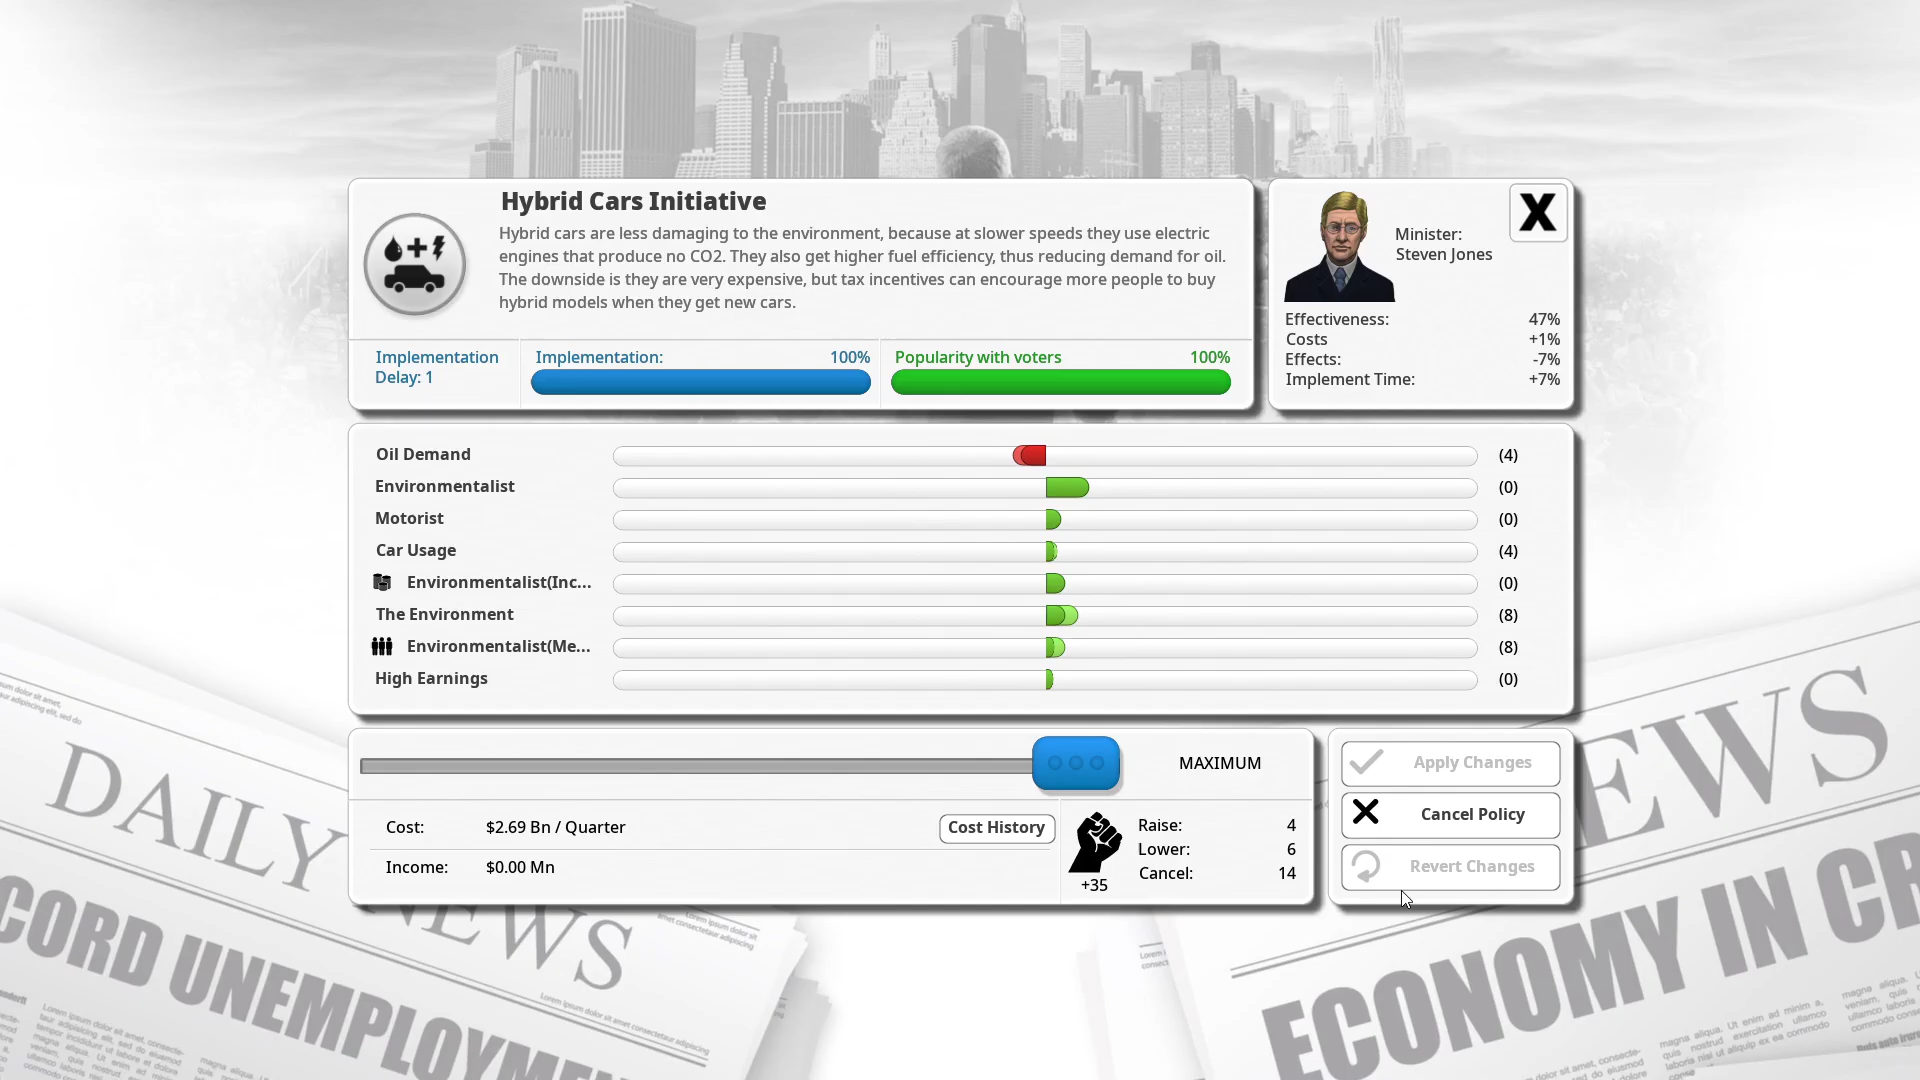 Hybrid Cars Initiative
Hybrid cars are less damaging to the environment, because at slower speeds they use electric
engines that produce no CO2. They also get higher fuel efficiency, thus reducing demand for oil.
The downside is they are very expensive, but tax incentives can encourage more people to buy
hybrid models when they get new cars.
Implementation
Delay: 1
Implementation: 100%
Popularity with voters 100%
X
Minister:
Steven Jones
Effectiveness: 47%
Costs +1%
Effects: -7%
Implement Time: +7%
Oil Demand (4)
Environmentalist (0)
Motorist (0)
Car Usage (4)
Environmentalist(Inc... (0)
The Environment (8)
Environmentalist(Me... (8)
High Earnings (0)
MAXIMUM
Cost: $2.69 Bn / Quarter
Cost History
Income: $0.00 Mn
+35
Raise: 4
Lower: 6
Cancel: 14
Apply Changes
Cancel Policy
Revert Changes
DAILY NEWS
CORD UNEMPLOYME
EWS
ECONOMY IN CR